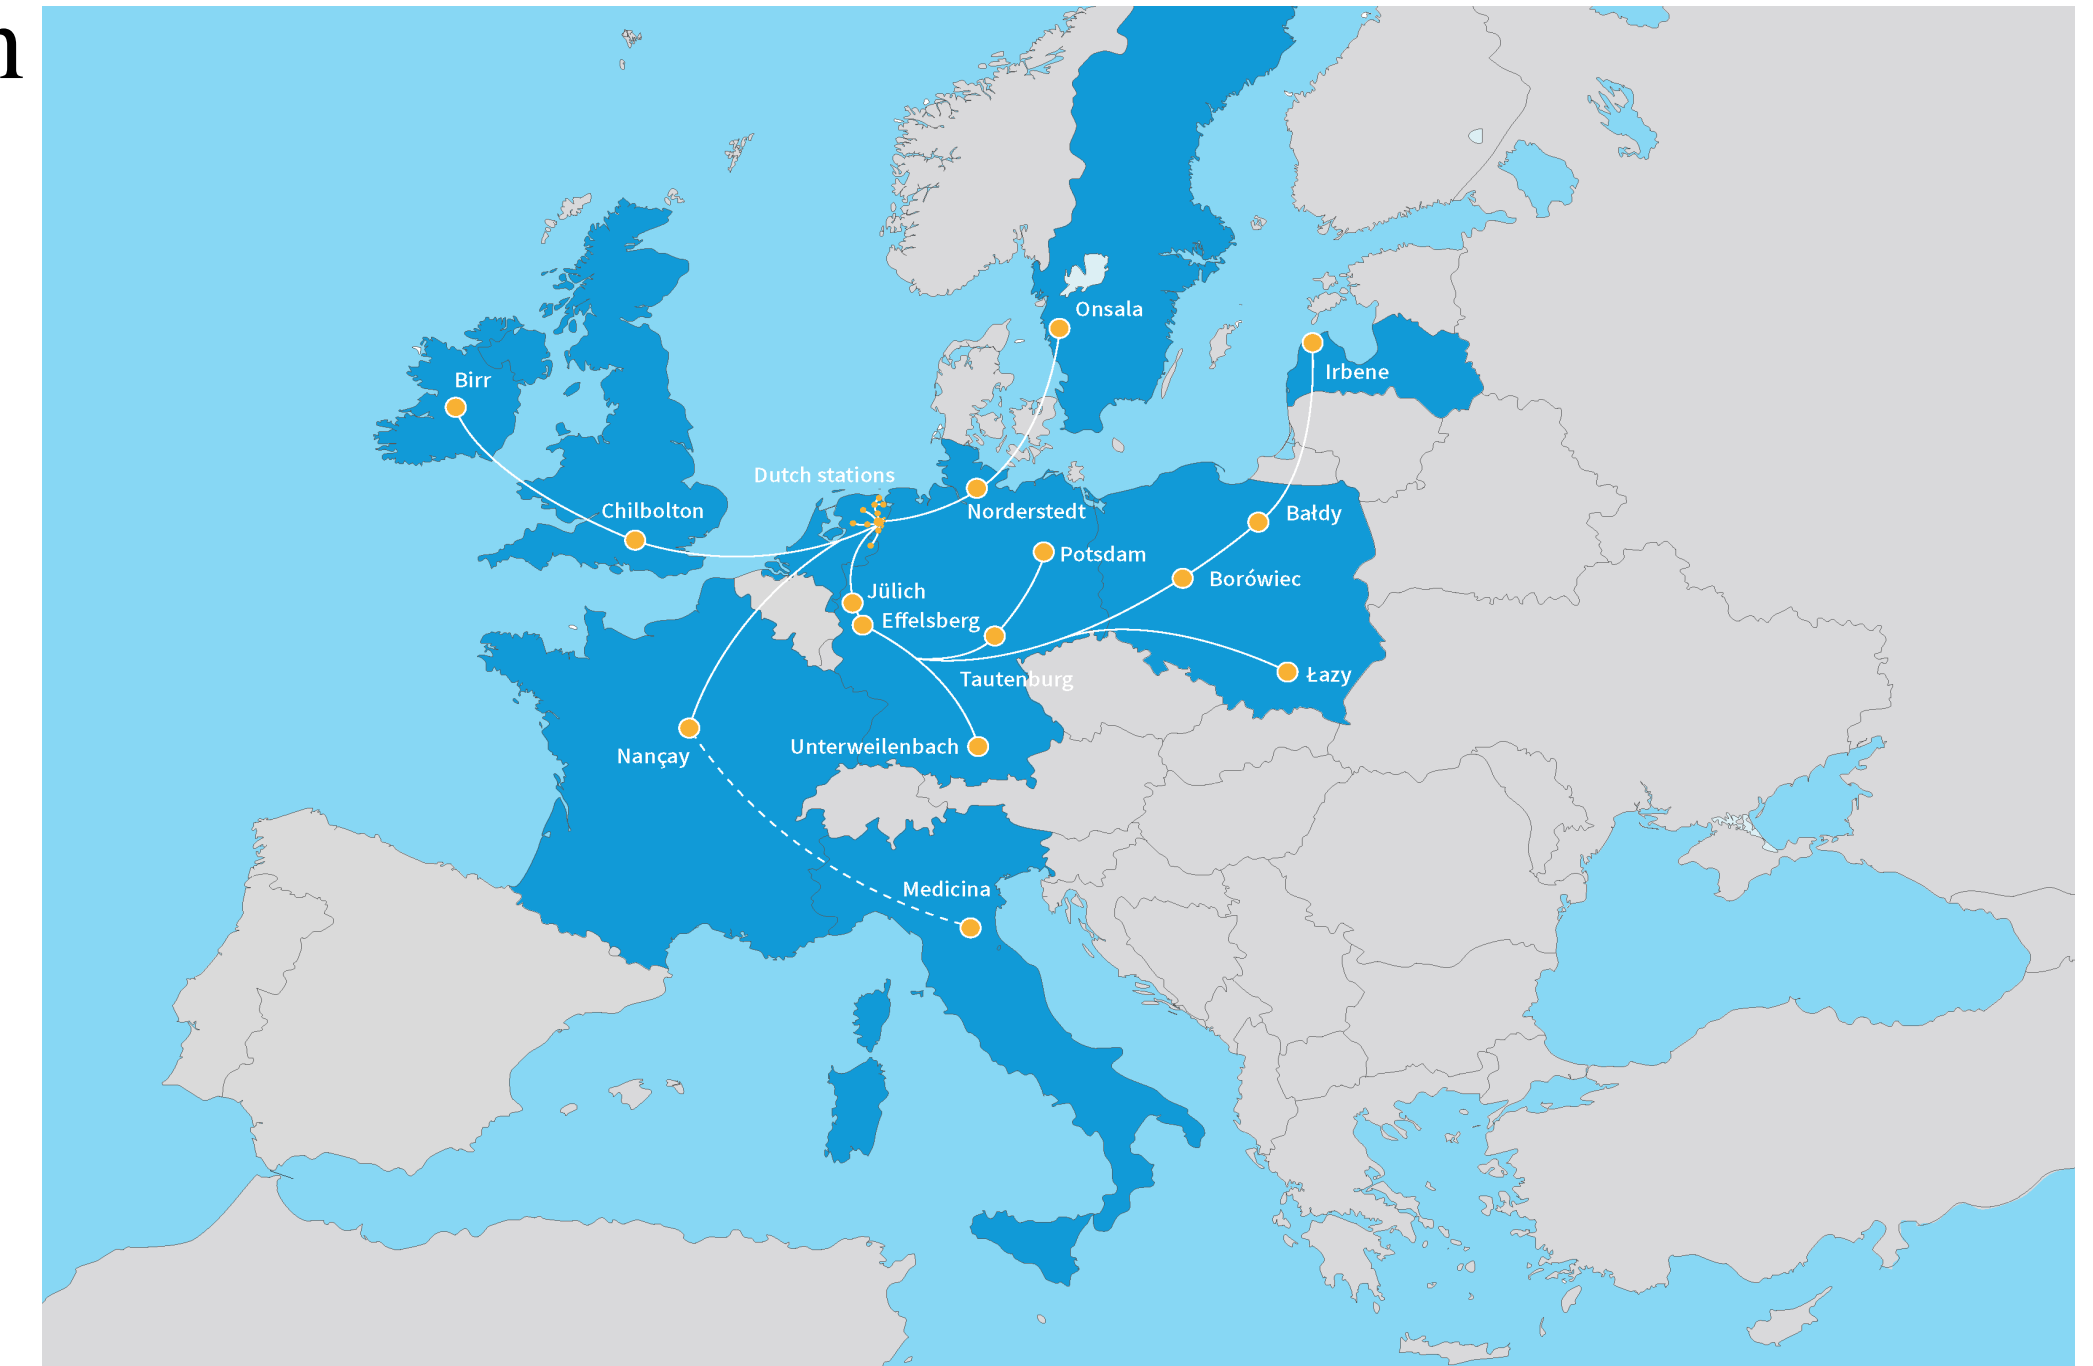 n
Onsala
Irbene
Birr
Dutch stations
Chilbolton
Norderstedt
Bałdy
Potsdam
Borówiec
Jülich
Effelsberg
Łazy
Tautenburg
Unterweilenbach
Nançay
Medicina